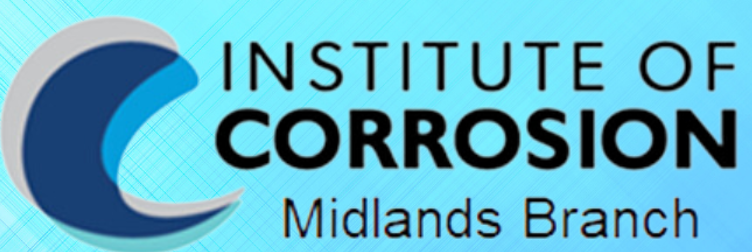 INSTITUTE OF
CORROSION
Midlands Branch